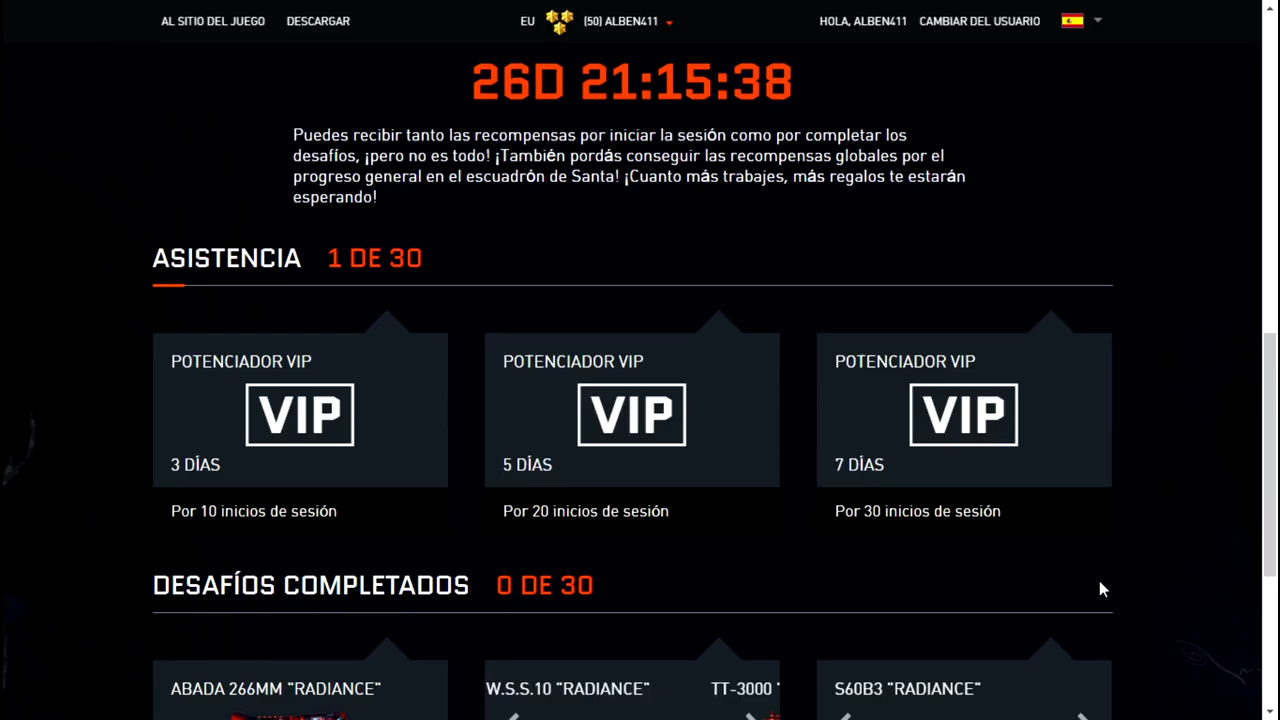 AL SITIO DEL JUEGO DESCARGAR EU (50) ALBEN411 HOLA, ALBEN411 CAMBIAR DEL USUARIO
26D 21:15:38
Puedes recibir tanto las recompensas por iniciar la sesión como por completar los
desafíos, ¡pero no es todo! ¡También pordás conseguir las recompensas globales por el
progreso general en el escuadrón de Santa! ¡Cuanto más trabajes, más regalos te estarán
esperando!
ASISTENCIA 1 DE 30
POTENCIADOR VIP POTENCIADOR VIP POTENCIADOR VIP
VIP VIP VIP
3 DÍAS 5 DÍAS 7 DÍAS
Por 10 inicios de sesión Por 20 inicios de sesión Por 30 inicios de sesión
DESAFÍOS COMPLETADOS 0 DE 30
ABADA 266MM "RADIANCE" W.S.S.10 "RADIANCE" TT-3000 " S60B3 "RADIANCE"